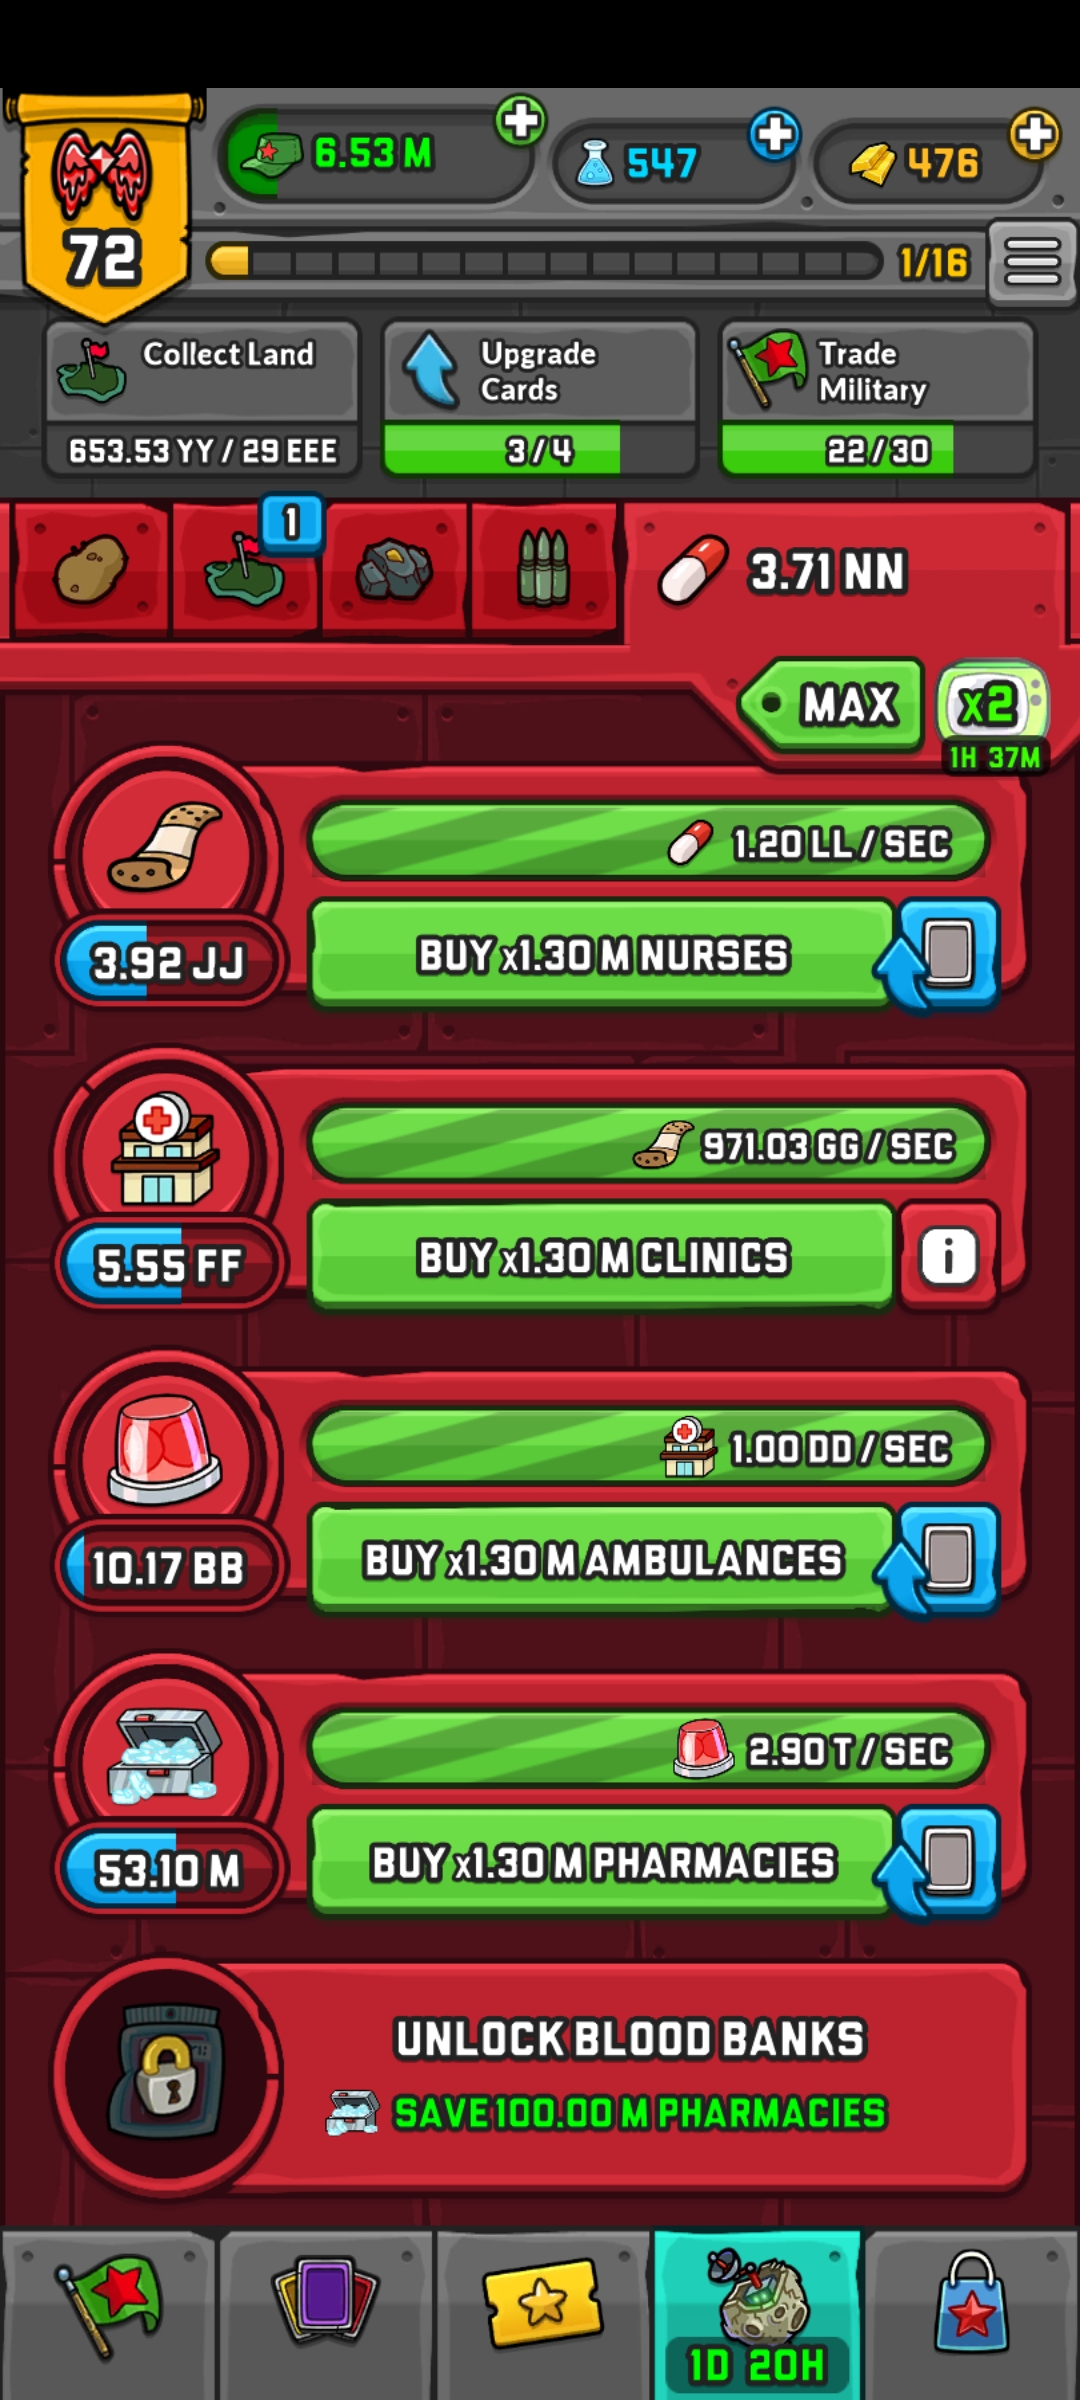 6.53 M
547
476
72
1/16
Collect Land
653.53 YY / 29 EEE
Upgrade
Cards
3/4
Trade
Military
22/30
1
3.71 NN
MAX
x2
1H 37M
1.20 LL / SEC
3.92 JJ
BUY x1.30 M NURSES
971.03 GG / SEC
5.55 FF
BUY x1.30 M CLINICS
i
1.00 DD / SEC
10.17 BB
BUY x1.30 M AMBULANCES
2.90 T / SEC
53.10 M
BUY x1.30 M PHARMACIES
UNLOCK BLOOD BANKS
SAVE 100.00 M PHARMACIES
1D 20H